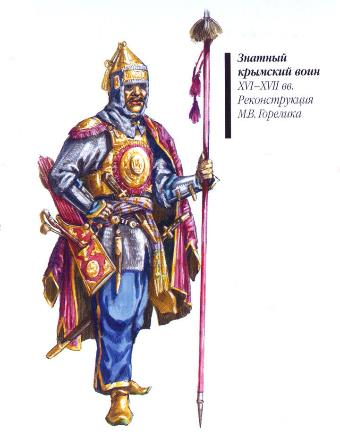 Знатный
крымский воин
XVI–XVII вв.
Реконструкция
М.В. Горелика